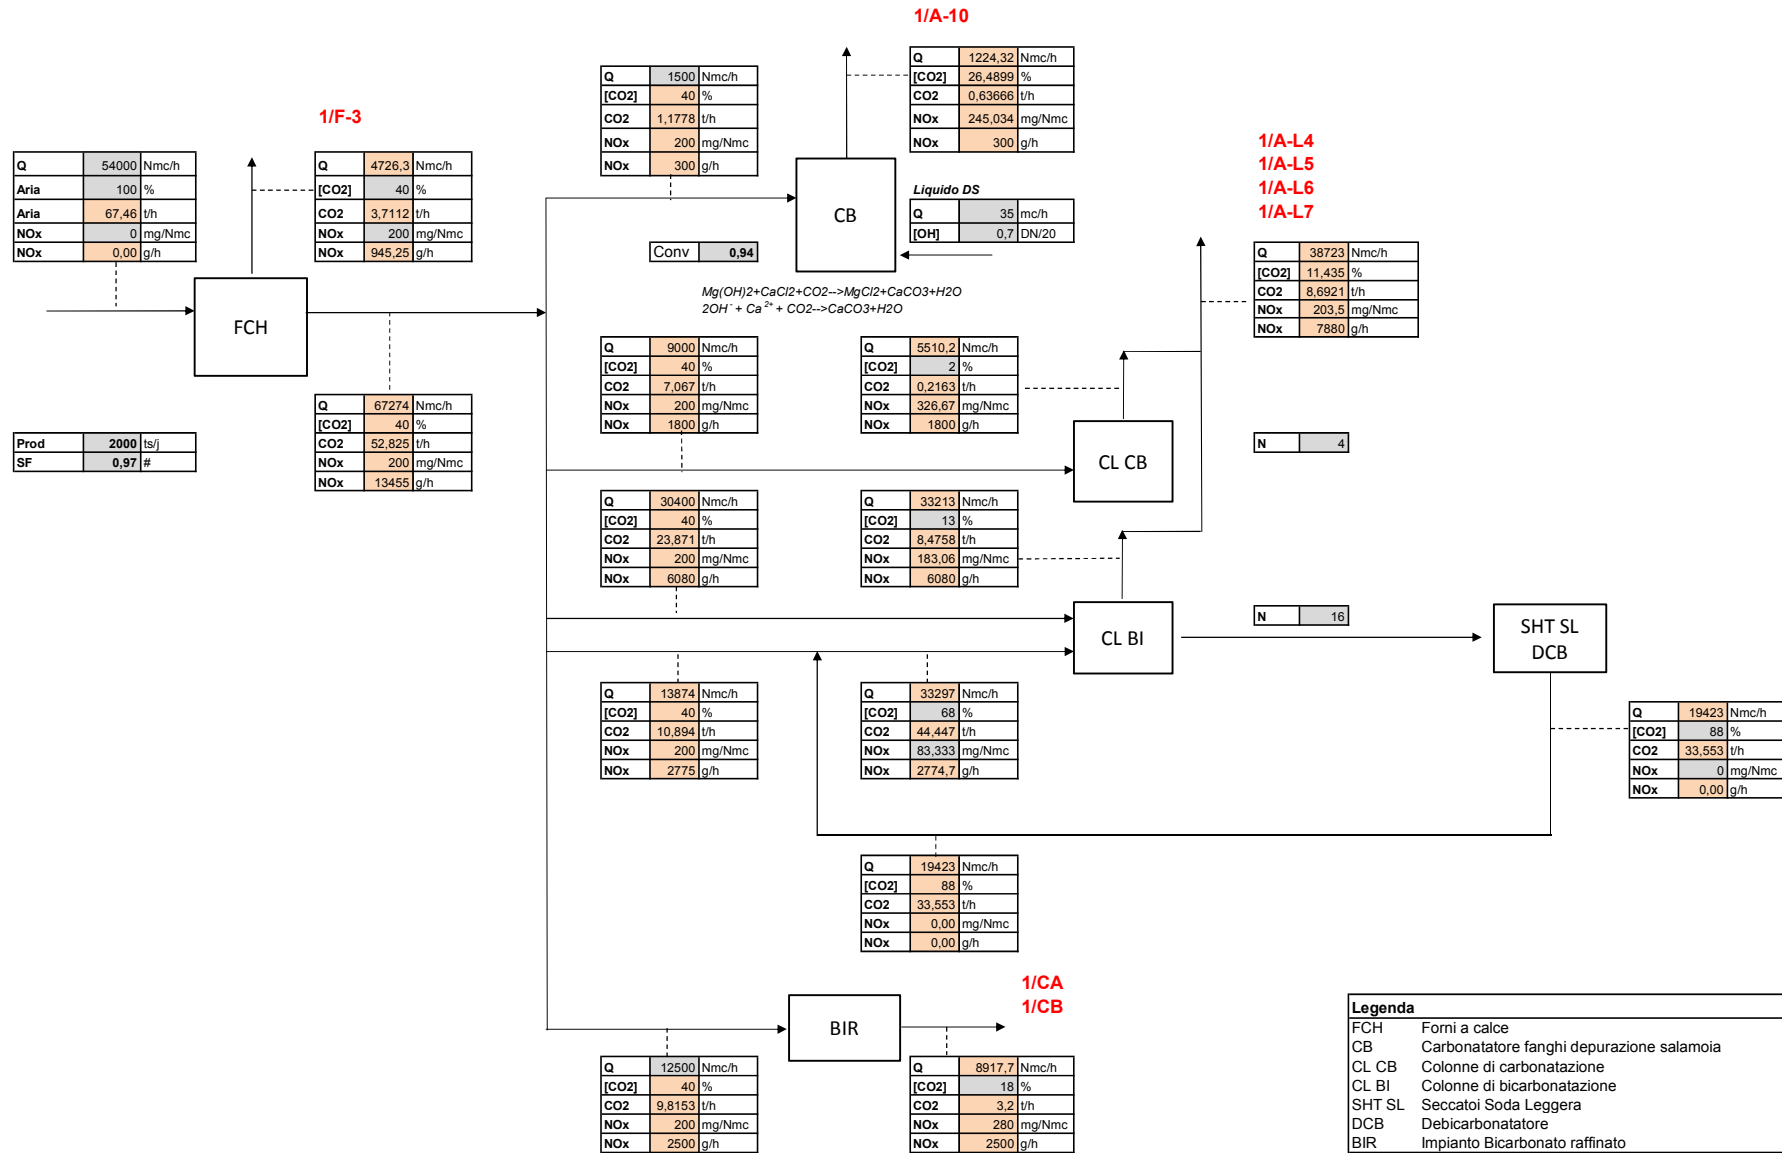 1/A-10
Q 1224,32 Nmc/h
[CO2] 26,4899 %
CO2 0,63666 t/h
NOx 245,034 mg/Nmc
NOx 300 g/h
Q 1500 Nmc/h
[CO2] 40 %
CO2 1,1778 t/h
NOx 200 mg/Nmc
NOx 300 g/h
1/F-3
Q 54000 Nmc/h
Aria 100 %
Aria 67,46 t/h
NOx 0 mg/Nmc
NOx 0,00 g/h
Q 4726,3 Nmc/h
[CO2] 40 %
CO2 3,7112 t/h
NOx 200 mg/Nmc
NOx 945,25 g/h
1/A-L4
1/A-L5
1/A-L6
1/A-L7
CB
Liquido DS
Q 35 mc/h
[OH] 0,7 DN/20
Conv 0,94
Q 38723 Nmc/h
[CO2] 11,435 %
CO2 8,6921 t/h
NOx 203,5 mg/Nmc
NOx 7880 g/h
FCH
Mg(OH)2+CaCl2+CO2-->MgCl2+CaCO3+H2O
2OH- + Ca2+ + CO2-->CaCO3+H2O
Q 9000 Nmc/h
[CO2] 40 %
CO2 7,067 t/h
NOx 200 mg/Nmc
NOx 1800 g/h
Q 5510,2 Nmc/h
[CO2] 2 %
CO2 0,2163 t/h
NOx 326,67 mg/Nmc
NOx 1800 g/h
Q 67274 Nmc/h
[CO2] 40 %
CO2 52,825 t/h
NOx 200 mg/Nmc
NOx 13455 g/h
Prod 2000 ts/j
SF 0,97 #
N 4
CL CB
Q 30400 Nmc/h
[CO2] 40 %
CO2 23,871 t/h
NOx 200 mg/Nmc
NOx 6080 g/h
Q 33213 Nmc/h
[CO2] 13 %
CO2 8,4758 t/h
NOx 183,06 mg/Nmc
NOx 6080 g/h
CL BI
N 16
SHT SL
DCB
Q 13874 Nmc/h
[CO2] 40 %
CO2 10,894 t/h
NOx 200 mg/Nmc
NOx 2775 g/h
Q 33297 Nmc/h
[CO2] 68 %
CO2 44,447 t/h
NOx 83,333 mg/Nmc
NOx 2774,7 g/h
Q 19423 Nmc/h
[CO2] 88 %
CO2 33,553 t/h
NOx 0 mg/Nmc
NOx 0,00 g/h
Q 19423 Nmc/h
[CO2] 88 %
CO2 33,553 t/h
NOx 0,00 mg/Nmc
NOx 0,00 g/h
1/CA
1/CB
BIR
Q 12500 Nmc/h
[CO2] 40 %
CO2 9,8153 t/h
NOx 200 mg/Nmc
NOx 2500 g/h
Q 8917,7 Nmc/h
[CO2] 18 %
CO2 3,2 t/h
NOx 280 mg/Nmc
NOx 2500 g/h
Legenda
FCH Forni a calce
CB Carbonatatore fanghi depurazione salamoia
CL CB Colonne di carbonatazione
CL BI Colonne di bicarbonatazione
SHT SL Seccatoi Soda Leggera
DCB Debicarbonatatore
BIR Impianto Bicarbonato raffinato